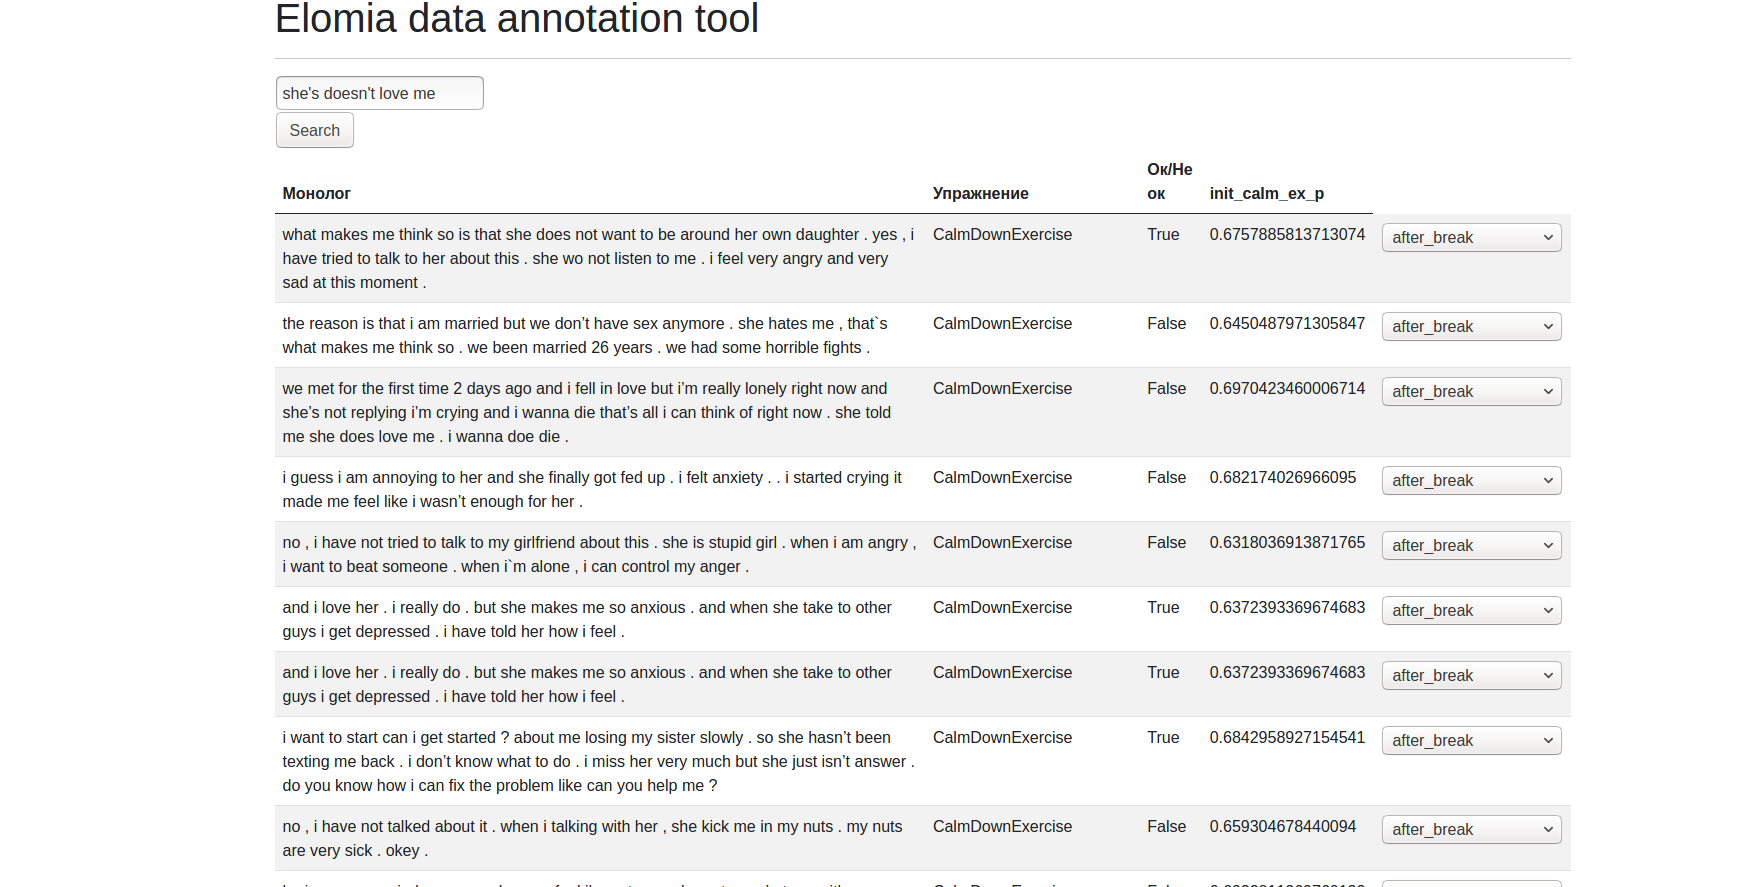 Elomia data annotation tool
she's doesn't love me
Search
Монолог Упражнение Ок/Не ок init_calm_ex_p
what makes me think so is that she does not want to be around her own daughter . yes , i CalmDownExercise True 0.6757885813713074 after_break
have tried to talk to her about this . she wo not listen to me . i feel very angry and very
sad at this moment .
the reason is that i am married but we don’t have sex anymore . she hates me , that`s CalmDownExercise False 0.6450487971305847 after_break
what makes me think so . we been married 26 years . we had some horrible fights .
we met for the first time 2 days ago and i fell in love but i’m really lonely right now and CalmDownExercise False 0.6970423460006714 after_break
she’s not replying i’m crying and i wanna die that’s all i can think of right now . she told
me she does love me . i wanna doe die .
i guess i am annoying to her and she finally got fed up . i felt anxiety . . i started crying it CalmDownExercise False 0.682174026966095 after_break
made me feel like i wasn’t enough for her .
no , i have not tried to talk to my girlfriend about this . she is stupid girl . when i am angry , CalmDownExercise False 0.6318036913871765 after_break
i want to beat someone . when i`m alone , i can control my anger .
and i love her . i really do . but she makes me so anxious . and when she take to other CalmDownExercise True 0.6372393369674683 after_break
guys i get depressed . i have told her how i feel .
and i love her . i really do . but she makes me so anxious . and when she take to other CalmDownExercise True 0.6372393369674683 after_break
guys i get depressed . i have told her how i feel .
i want to start can i get started ? about me losing my sister slowly . so she hasn’t been CalmDownExercise True 0.6842958927154541 after_break
texting me back . i don’t know what to do . i miss her very much but she just isn’t answer .
do you know how i can fix the problem like can you help me ?
no , i have not talked about it . when i talking with her , she kick me in my nuts . my nuts CalmDownExercise False 0.659304678440094 after_break
are very sick . okey .